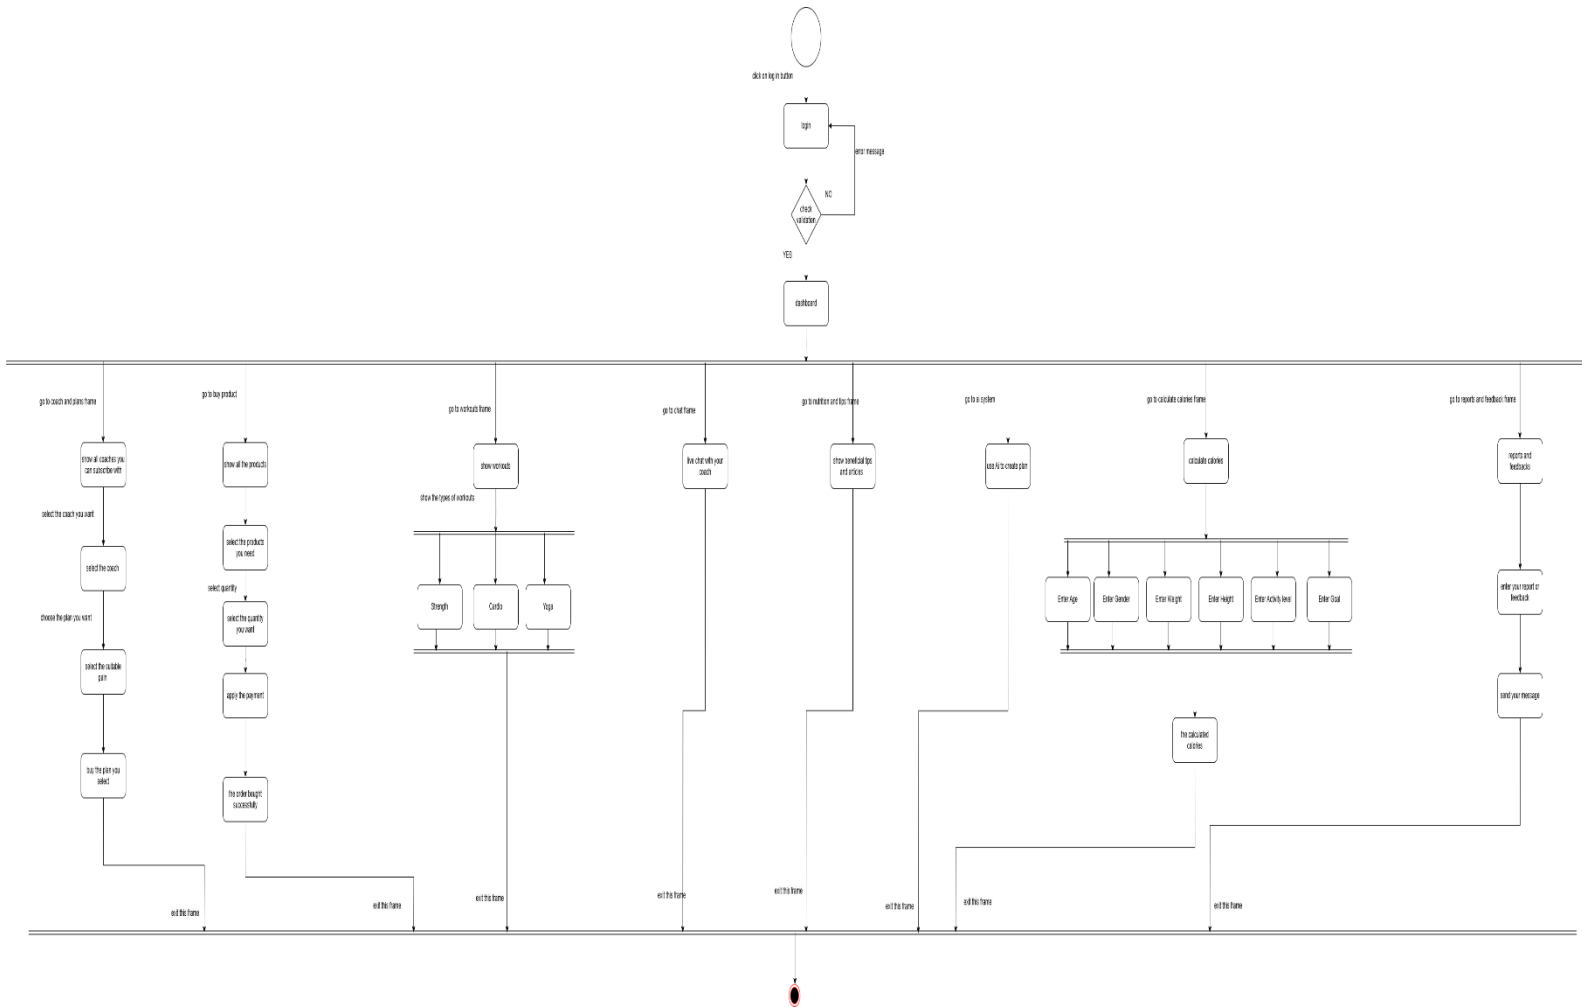 click on log in button
login
error message
NO
check
validation
YES
dashboard
go to coach and plans frame
go to buy product
go to workouts frame
go to chat frame
go to nutrition and tips frame
go to ai system
go to calculate calories frame
go to reports and feedback frame
show all coaches you
can subscribe with
show all the products
show workouts
live chat with your
coach
show beneficial tips
and articles
use Ai to create plan
calculate calories
reports and
feedbacks
select the coach you want
show the types of workouts
select the products
you need
select the coach
select quantity
select the quantity
you want
Strength
Cardio
Yoga
Enter Age
Enter Gender
Enter Weight
Enter Height
Enter Activity level
Enter Goal
enter your report or
feedback
choose the plan you want
select the suitable
apply the payment
send your message
the calculated
calories
buy the plan you
select
the order bought
successfully
exit this frame
exit this frame
exit this frame
exit this frame
exit this frame
exit this frame
exit this frame
exit this frame